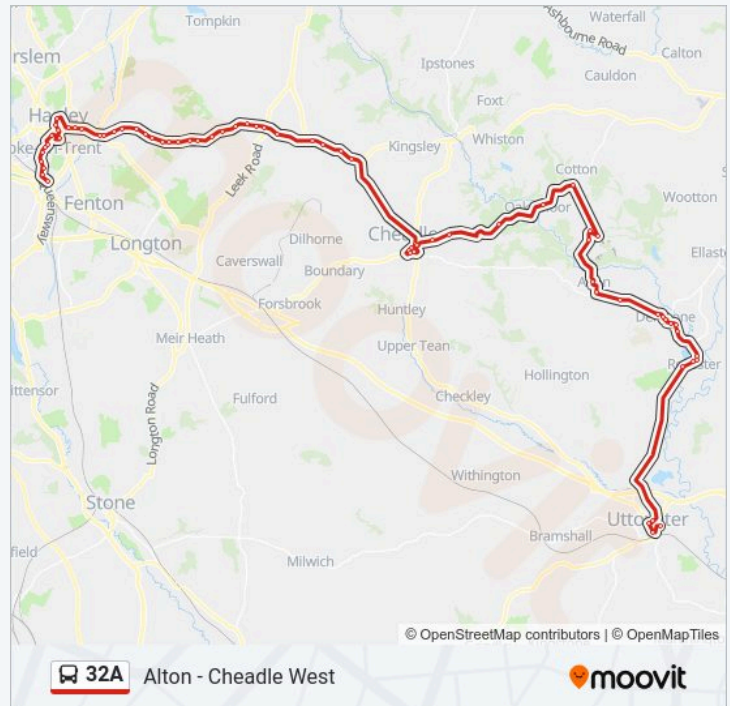 Tompkin
Waterfall
Ashbourne Road
Calton
rslem
Ipstones
Cauldon
Foxt
Kingsley
Whiston
Leek Road
Cotton
Fenton
Wootton
Longton
Dilhorne
Caverswall
Boundary
Forsbrook
Huntley
Meir Heath
Upper Tean
Hollington
ittensor
Longton Road
Fulford
Checkley
Withington
Stone
Bramshall
field
Milwich
© OpenStreetMap contributors | © OpenMapTiles
32A Alton - Cheadle West
moovit